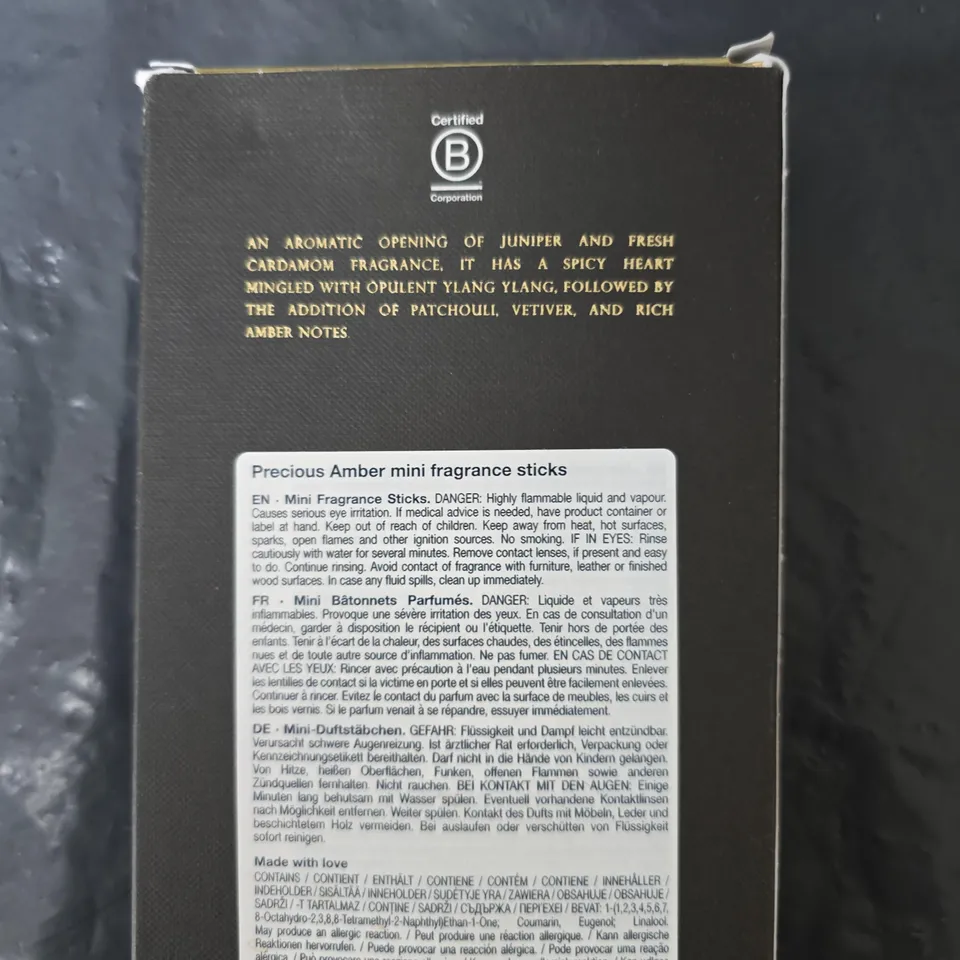 Certified
B
Corporation
AN AROMATIC OPENING OF JUNIPER AND FRESH
CARDAMOM FRAGRANCE, IT HAS A SPICY HEART
MINGLED WITH OPULENT YLANG YLANG, FOLLOWED BY
THE ADDITION OF PATCHOULI, VETIVER, AND RICH
AMBER NOTES.
Precious Amber mini fragrance sticks
EN · Mini Fragrance Sticks. DANGER: Highly flammable liquid and vapour.
Causes serious eye irritation. If medical advice is needed, have product container or
label at hand. Keep out of reach of children. Keep away from heat, hot surfaces,
sparks, open flames and other ignition sources. No smoking. IF IN EYES: Rinse
cautiously with water for several minutes. Remove contact lenses, if present and easy
to do. Continue rinsing. Avoid contact of fragrance with furniture, leather or finished
wood surfaces. In case any fluid spills, clean up immediately.
FR · Mini Bâtonnets Parfumés. DANGER: Liquide et vapeurs très
inflammables. Provoque une sévère irritation des yeux. En cas de consultation d'un
médecin, garder à disposition le récipient ou l'étiquette. Tenir hors de portée des
enfants. Tenir à l'écart de la chaleur, des surfaces chaudes, des étincelles, des flammes
nues et de toute autre source d'inflammation. Ne pas fumer. EN CAS DE CONTACT
AVEC LES YEUX: Rincer avec précaution à l'eau pendant plusieurs minutes. Enlever
les lentilles de contact si la victime en porte et si elles peuvent être facilement enlevées.
Continuer à rincer. Evitez le contact du parfum avec la surface de meubles, les cuirs et
les bois vernis. Si le parfum venait à se répandre, essuyer immédiatement.
DE · Mini-Duftstäbchen. GEFAHR: Flüssigkeit und Dampf leicht entzündbar.
Verursacht schwere Augenreizung. Ist ärztlicher Rat erforderlich, Verpackung oder
Kennzeichnungsetikett bereithalten. Darf nicht in die Hände von Kindern gelangen.
Von Hitze, heißen Oberflächen, Funken, offenen Flammen sowie anderen
Zündquellen fernhalten. Nicht rauchen. BEI KONTAKT MIT DEN AUGEN: Einige
Minuten lang behutsam mit Wasser spülen. Eventuell vorhandene Kontaktlinsen
nach Möglichkeit entfernen. Weiter spülen. Kontakt des Dufts mit Möbeln, Leder und
beschichtetem Holz vermeiden. Bei auslaufen oder verschütten von Flüssigkeit
sofort reinigen.
Made with love
CONTAINS / CONTIENT / ENTHÄLT / CONTIENE / CONTÉM / CONTIENE / INNEHÅLLER /
INDEHOLDER / SISÄLTÄÄ / INNEHOLDER / SUDĖTYJE YRA / ZAWIERA / OBSAHUJE / OBSAHUJE /
SADRŽI / -T TARTALMAZ / CONŢINE / SADRŽI / СЪДЪРЖА / ΠΕΡΙΕΧΕΙ / BEVAT: 1-(1,2,3,4,5,6,7,
8-Octahydro-2,3,8,8-Tetramethyl-2-Naphthyl)Ethan-1-One; Coumarin, Eugenol; Linalool.
May produce an allergic reaction. / Peut produire une réaction allergique. / Kann allergische
Reaktionen hervorrufen. / Puede provocar una reacción alérgica. / Pode provocar uma reação
alérgica. / Può provocare